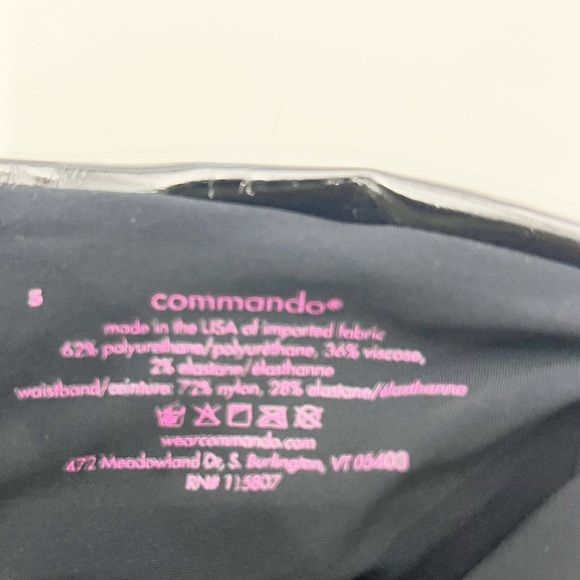 S
commando®
made in the USA of imported fabric
62% polyurethane/polyuréthane, 36% viscose,
2% elastane/élasthanne
waistband/ceinture: 72% nylon, 28% elastane/élasthanne
wearcommando.com
472 Meadowland Dr, S. Burlington, VT 05403
RN# 115807